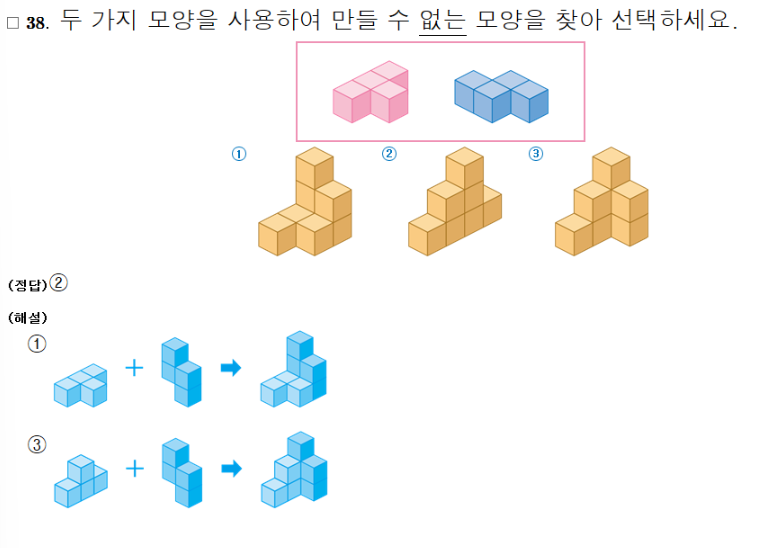 □ 38. 두 가지 모양을 사용하여 만들 수 없는 모양을 찾아 선택하세요.
① ② ③
(정답)②
(해설)
①
+
③
+